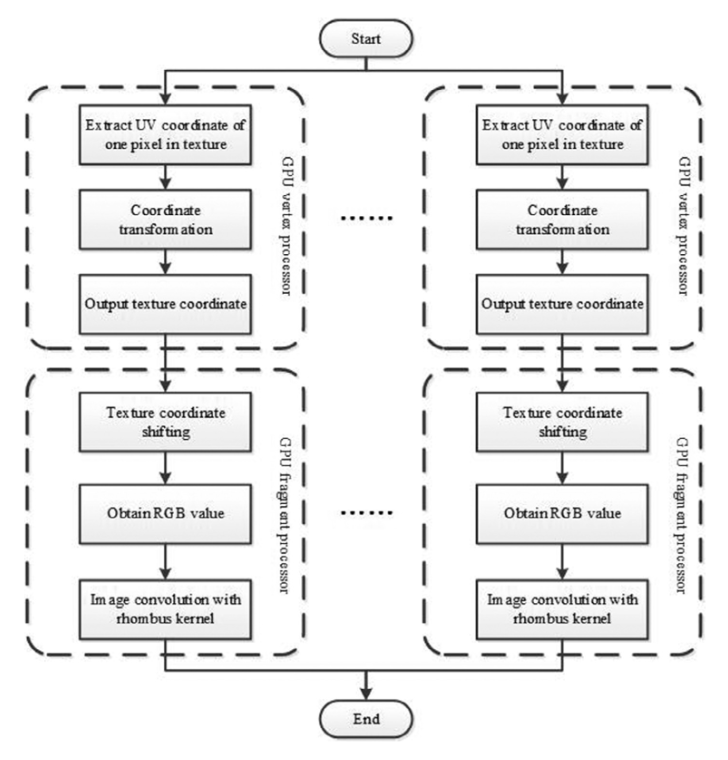 Start
Extract UV coordinate of
one pixel in texture
Coordinate
transformation
Output texture coordinate
GPU vertex processor
......
Extract UV coordinate of
one pixel in texture
Coordinate
transformation
Output texture coordinate
GPU vertex processor
Texture coordinate
shifting
Obtain RGB value
Image convolution with
rhombus kernel
GPU fragment processor
......
Texture coordinate
shifting
Obtain RGB value
Image convolution with
rhombus kernel
GPU fragment processor
End